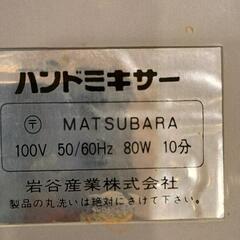 ハンドミキサー
〶 MATSUBARA
100V 50/60Hz 80W 10分
岩谷産業株式会社
製品の丸洗いは絶対にさけて下さい。